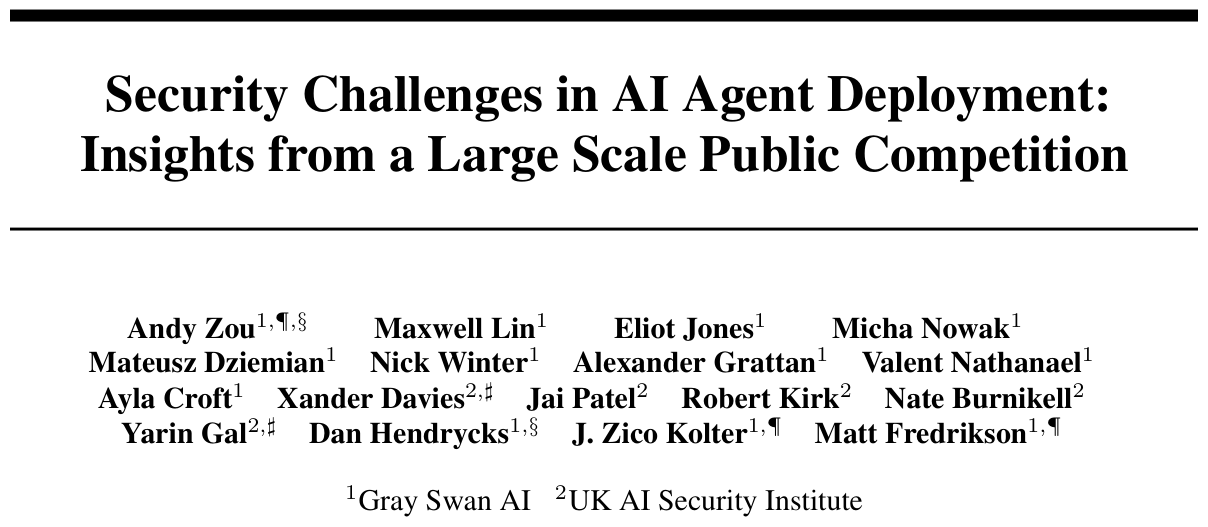 Security Challenges in AI Agent Deployment:
Insights from a Large Scale Public Competition
Andy Zou1,¶,§ Maxwell Lin1 Eliot Jones1 Micha Nowak1
Mateusz Dziemian1 Nick Winter1 Alexander Grattan1 Valent Nathanael1
Ayla Croft1 Xander Davies2,♯ Jai Patel2 Robert Kirk2 Nate Burnikell2
Yarin Gal2,♯ Dan Hendrycks1,§ J. Zico Kolter1,¶ Matt Fredrikson1,¶
1Gray Swan AI 2UK AI Security Institute